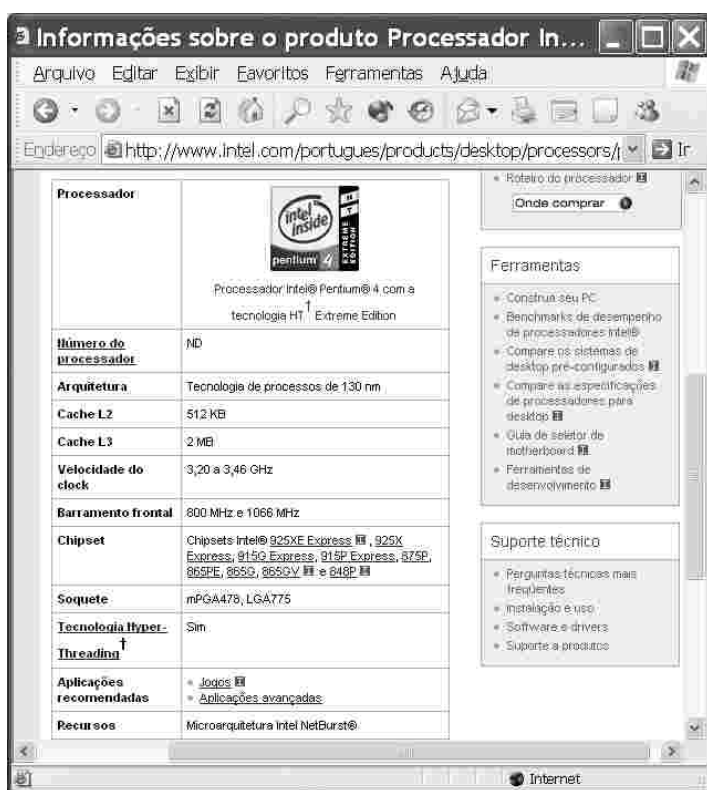 Informações sobre o produto Processador In...
Arquivo Editar Exibir Favoritos Ferramentas Ajuda
Endereço http://www.intel.com/portugues/products/desktop/processors/ Ir
Processador
intel inside
pentium 4
HT
EXTREME EDITION
Processador Intel® Pentium® 4 com a
tecnologia HT† Extreme Edition
Número do
processador
ND
Arquitetura
Tecnologia de processos de 130 nm
Cache L2
512 KB
Cache L3
2 MB
Velocidade do
clock
3,20 a 3,46 GHz
Barramento frontal
800 MHz e 1066 MHz
Chipset
Chipsets Intel® 925XE Express, 925X
Express, 915G Express, 915P Express, 875P,
865PE, 865G, 865GV e 848P
Soquete
mPGA478, LGA775
Tecnologia Hyper-
Threading†
Sim
Aplicações
recomendadas
Jogos
Aplicações avançadas
Recursos
Microarquitetura Intel NetBurst®
Roteiro do processador
Onde comprar
Ferramentas
Construa seu PC
Benchmarks de desempenho
de processadores Intel®
Compare os sistemas de
desktop pré-configurados
Compare as especificações
de processadores para
desktop
Guia de seletor de
motherboard
Ferramentas de
desenvolvimento
Suporte técnico
Perguntas técnicas mais
freqüentes
Instalação e uso
Software e drivers
Suporte a produtos
Internet